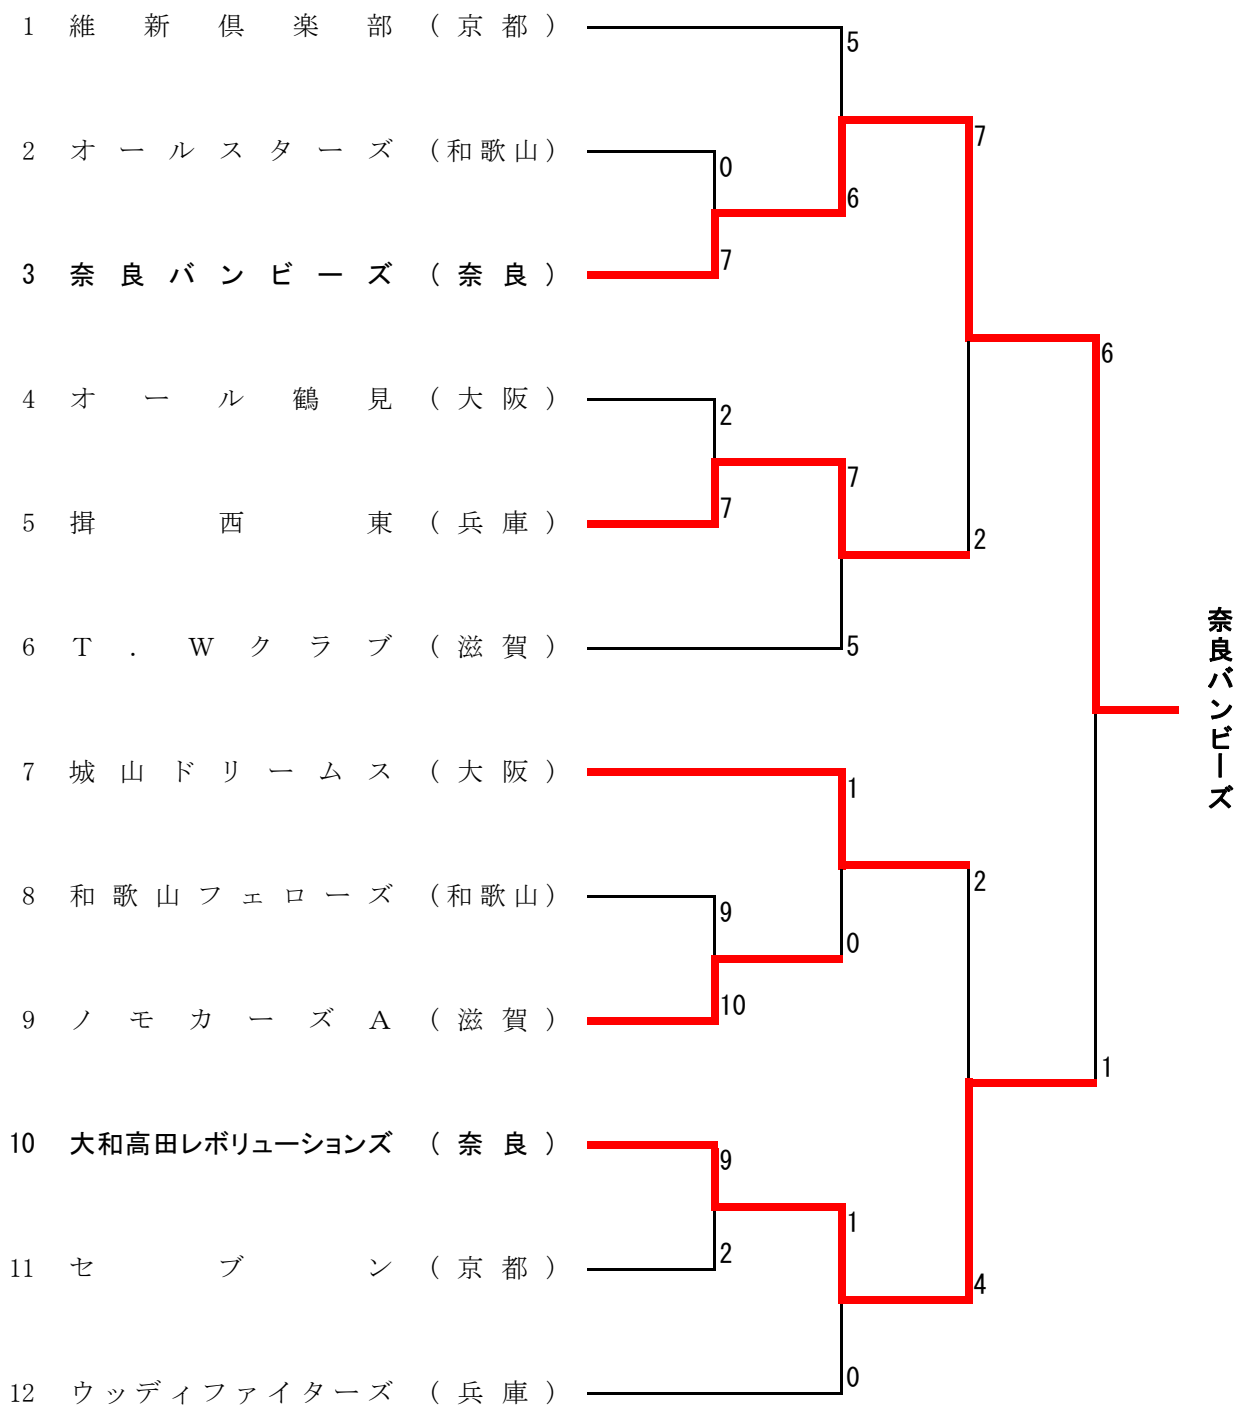 1 維新倶楽部 (京都)
5
2 オールスターズ (和歌山)
0
7
6
3 奈良バンビーズ (奈良)
7
6
4 オール鶴見 (大阪)
2
7
5 揖西東 (兵庫)
7
2
6 T.Wクラブ (滋賀)
5
奈良バンビーズ
7 城山ドリームス (大阪)
1
2
8 和歌山フェローズ (和歌山)
9
0
9 ノモカーズA (滋賀)
10
1
10 大和高田レボリューションズ (奈良)
9
1
11 セブン (京都)
2
4
12 ウッディファイターズ (兵庫)
0